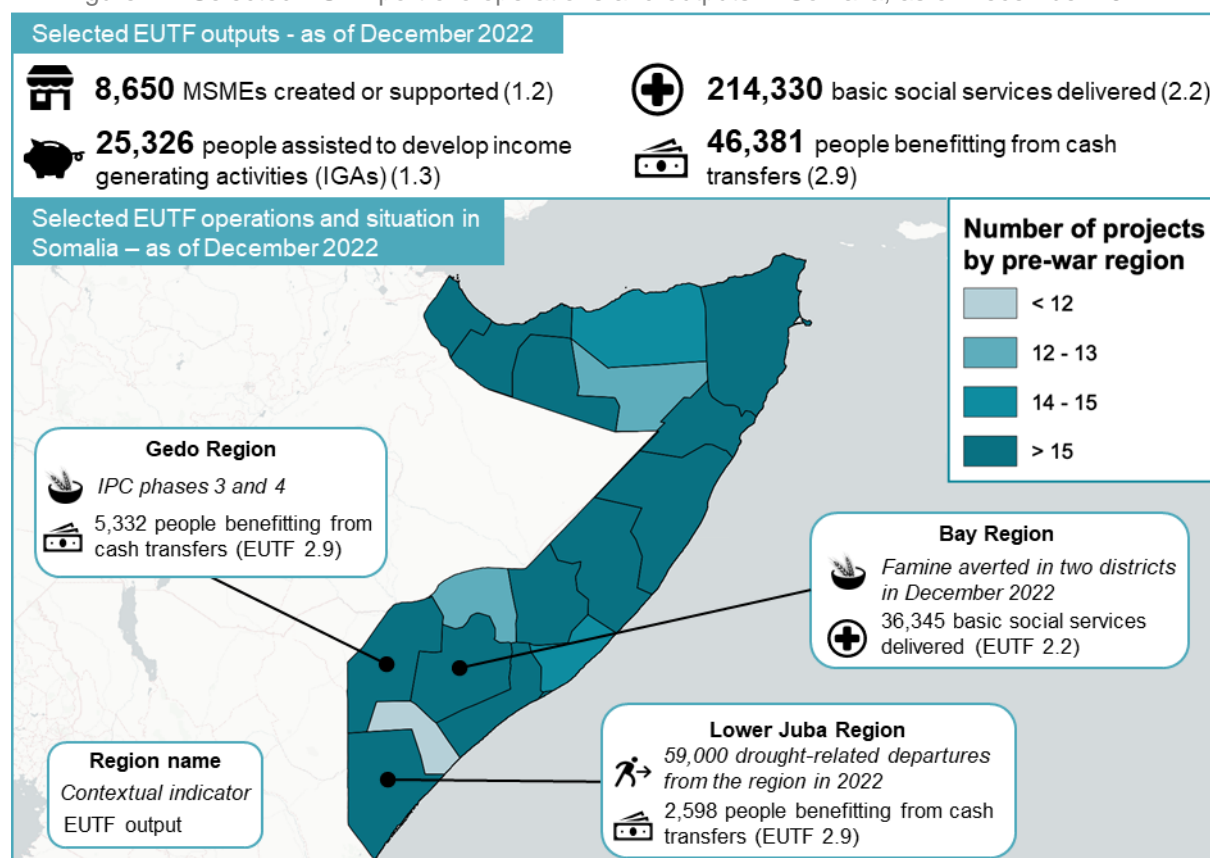 Selected EUTF outputs - as of December 2022
8,650 MSMEs created or supported (1.2)
25,326 people assisted to develop income
generating activities (IGAs) (1.3)
214,330 basic social services delivered (2.2)
46,381 people benefitting from cash
transfers (2.9)
Selected EUTF operations and situation in
Somalia – as of December 2022
Number of projects
by pre-war region
< 12
12 - 13
14 - 15
> 15
Gedo Region
IPC phases 3 and 4
5,332 people benefitting from
cash transfers (EUTF 2.9)
Bay Region
Famine averted in two districts
in December 2022
36,345 basic social services
delivered (EUTF 2.2)
Lower Juba Region
59,000 drought-related departures
from the region in 2022
2,598 people benefitting from cash
transfers (EUTF 2.9)
Region name
Contextual indicator
EUTF output